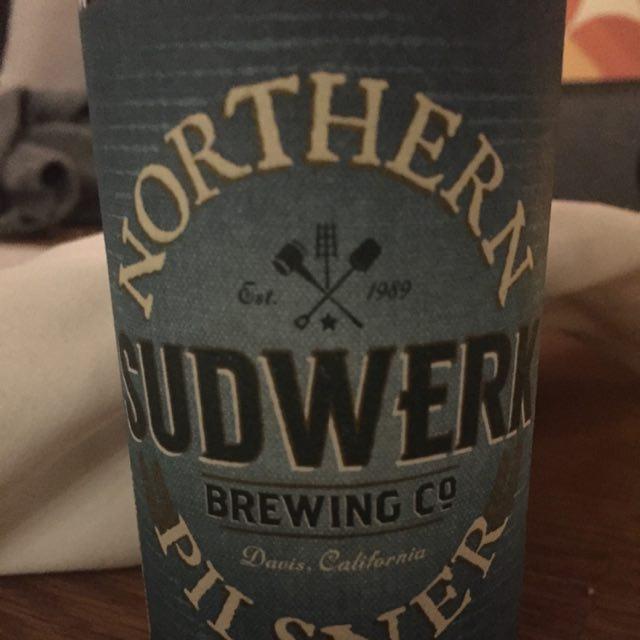 NORTHERN
Est. 1989
SUDWERK
BREWING Co
Davis, California
PILSNER